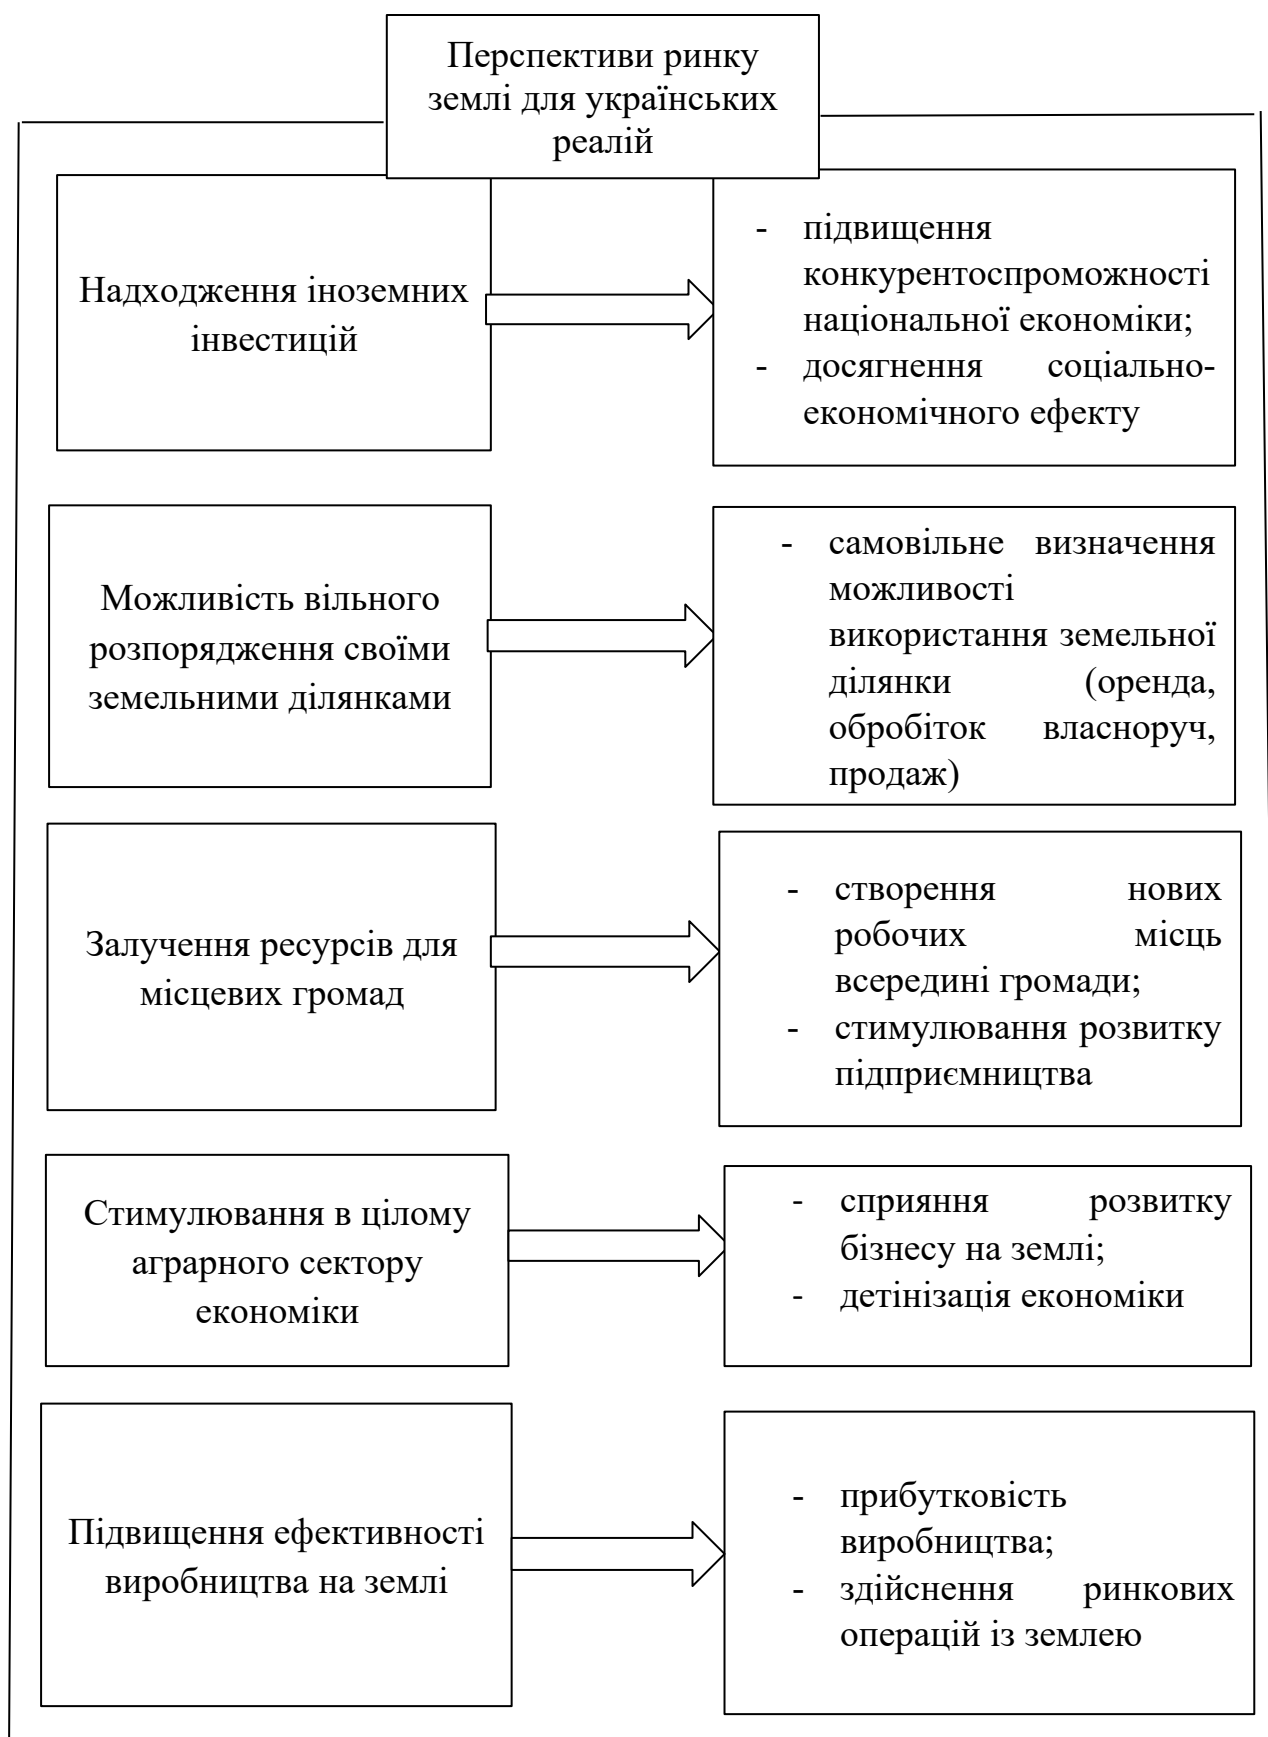 Перспективи ринку
землі для українських
реалій
Надходження іноземних
інвестицій
- підвищення
конкурентоспроможності
національної економіки;
- досягнення соціально-
економічного ефекту
Можливість вільного
розпорядження своїми
земельними ділянками
- самовільне визначення
можливості
використання земельної
ділянки (оренда,
обробіток власноруч,
продаж)
Залучення ресурсів для
місцевих громад
- створення нових
робочих місць
всередині громади;
- стимулювання розвитку
підприємництва
Стимулювання в цілому
аграрного сектору
економіки
- сприяння розвитку
бізнесу на землі;
- детінізація економіки
Підвищення ефективності
виробництва на землі
- прибутковість
виробництва;
- здійснення ринкових
операцій із землею